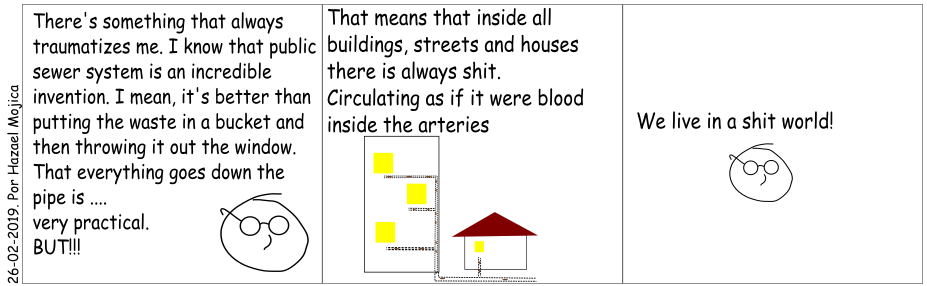 There's something that always
traumatizes me. I know that public
sewer system is an incredible
invention. I mean, it's better than
putting the waste in a bucket and
then throwing it out the window.
That everything goes down the
pipe is ....
very practical.
BUT!!!
That means that inside all
buildings, streets and houses
there is always shit.
Circulating as if it were blood
inside the arteries
We live in a shit world!
26-02-2019. Por Hazael Mojica